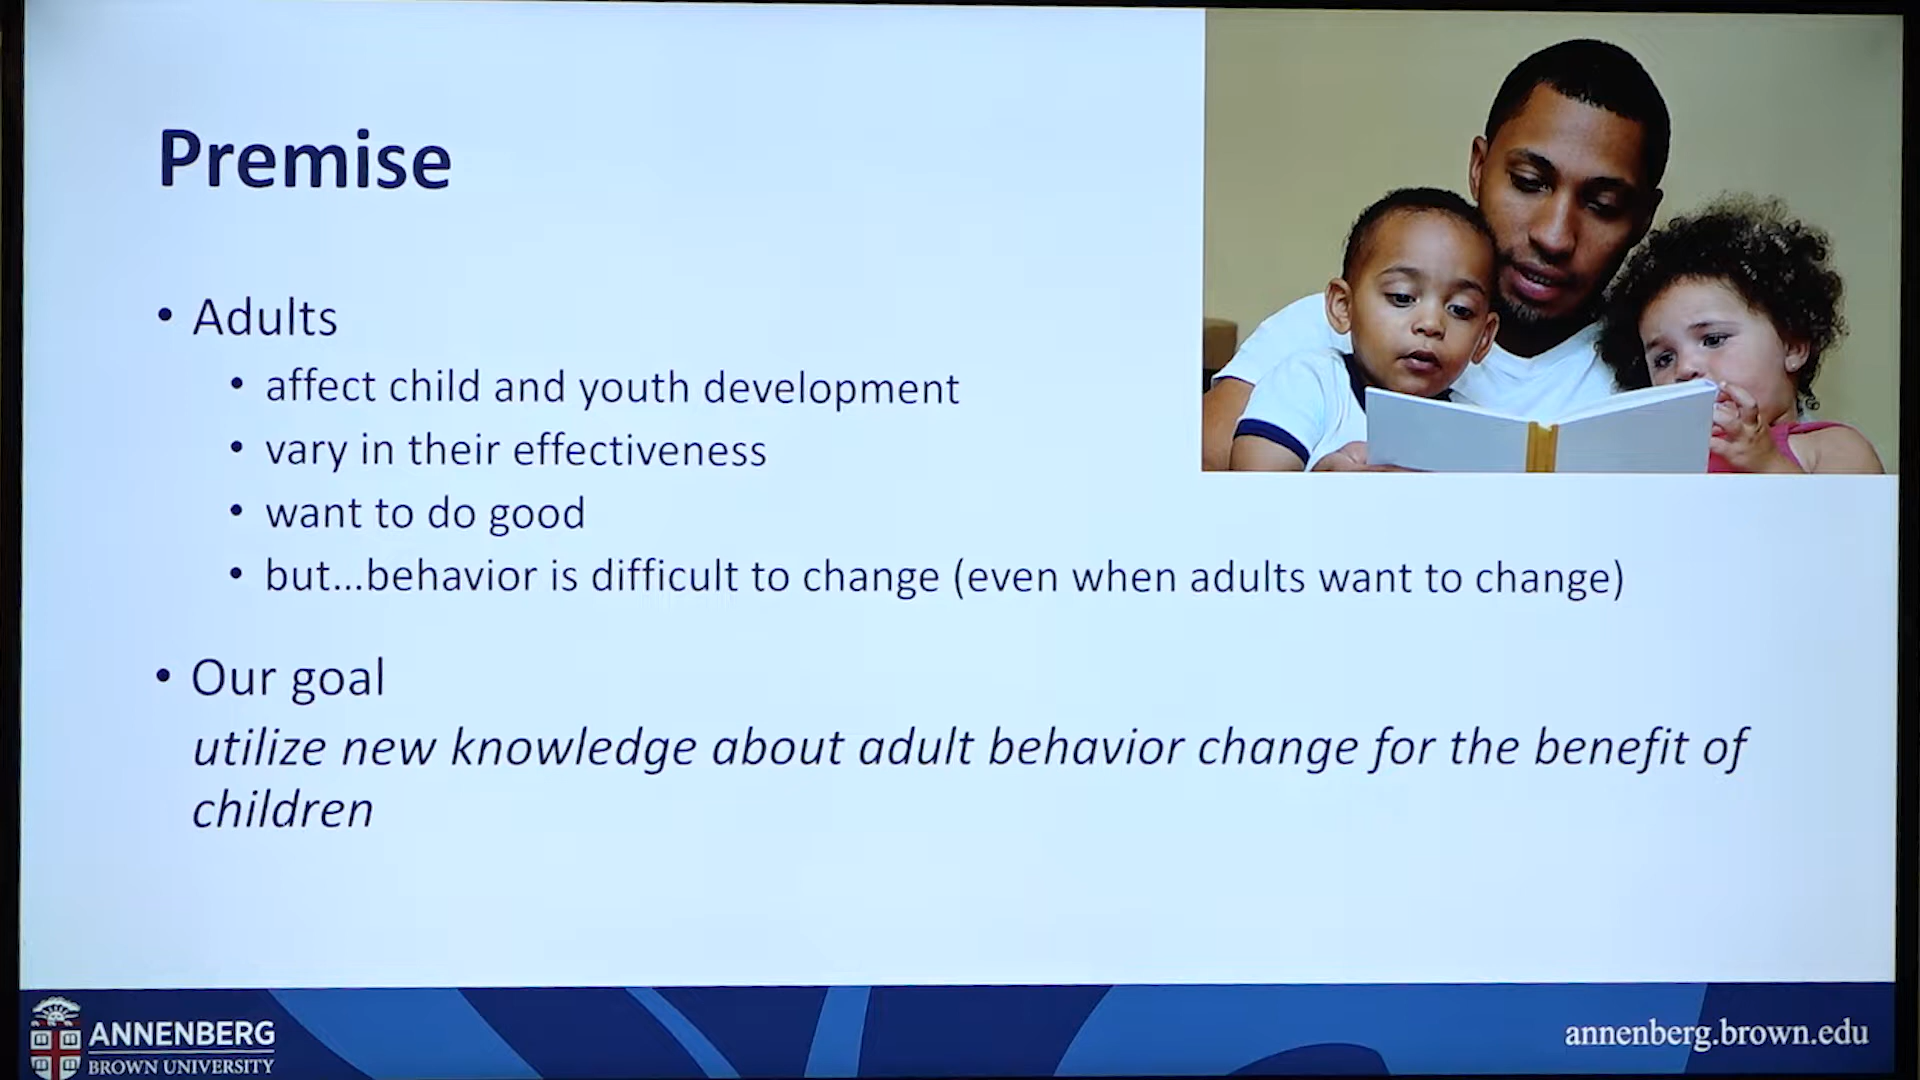 Premise
• Adults
• affect child and youth development
• vary in their effectiveness
• want to do good
• but...behavior is difficult to change (even when adults want to change)
• Our goal
utilize new knowledge about adult behavior change for the benefit of
children
ANNENBERG
BROWN UNIVERSITY
annenberg.brown.edu